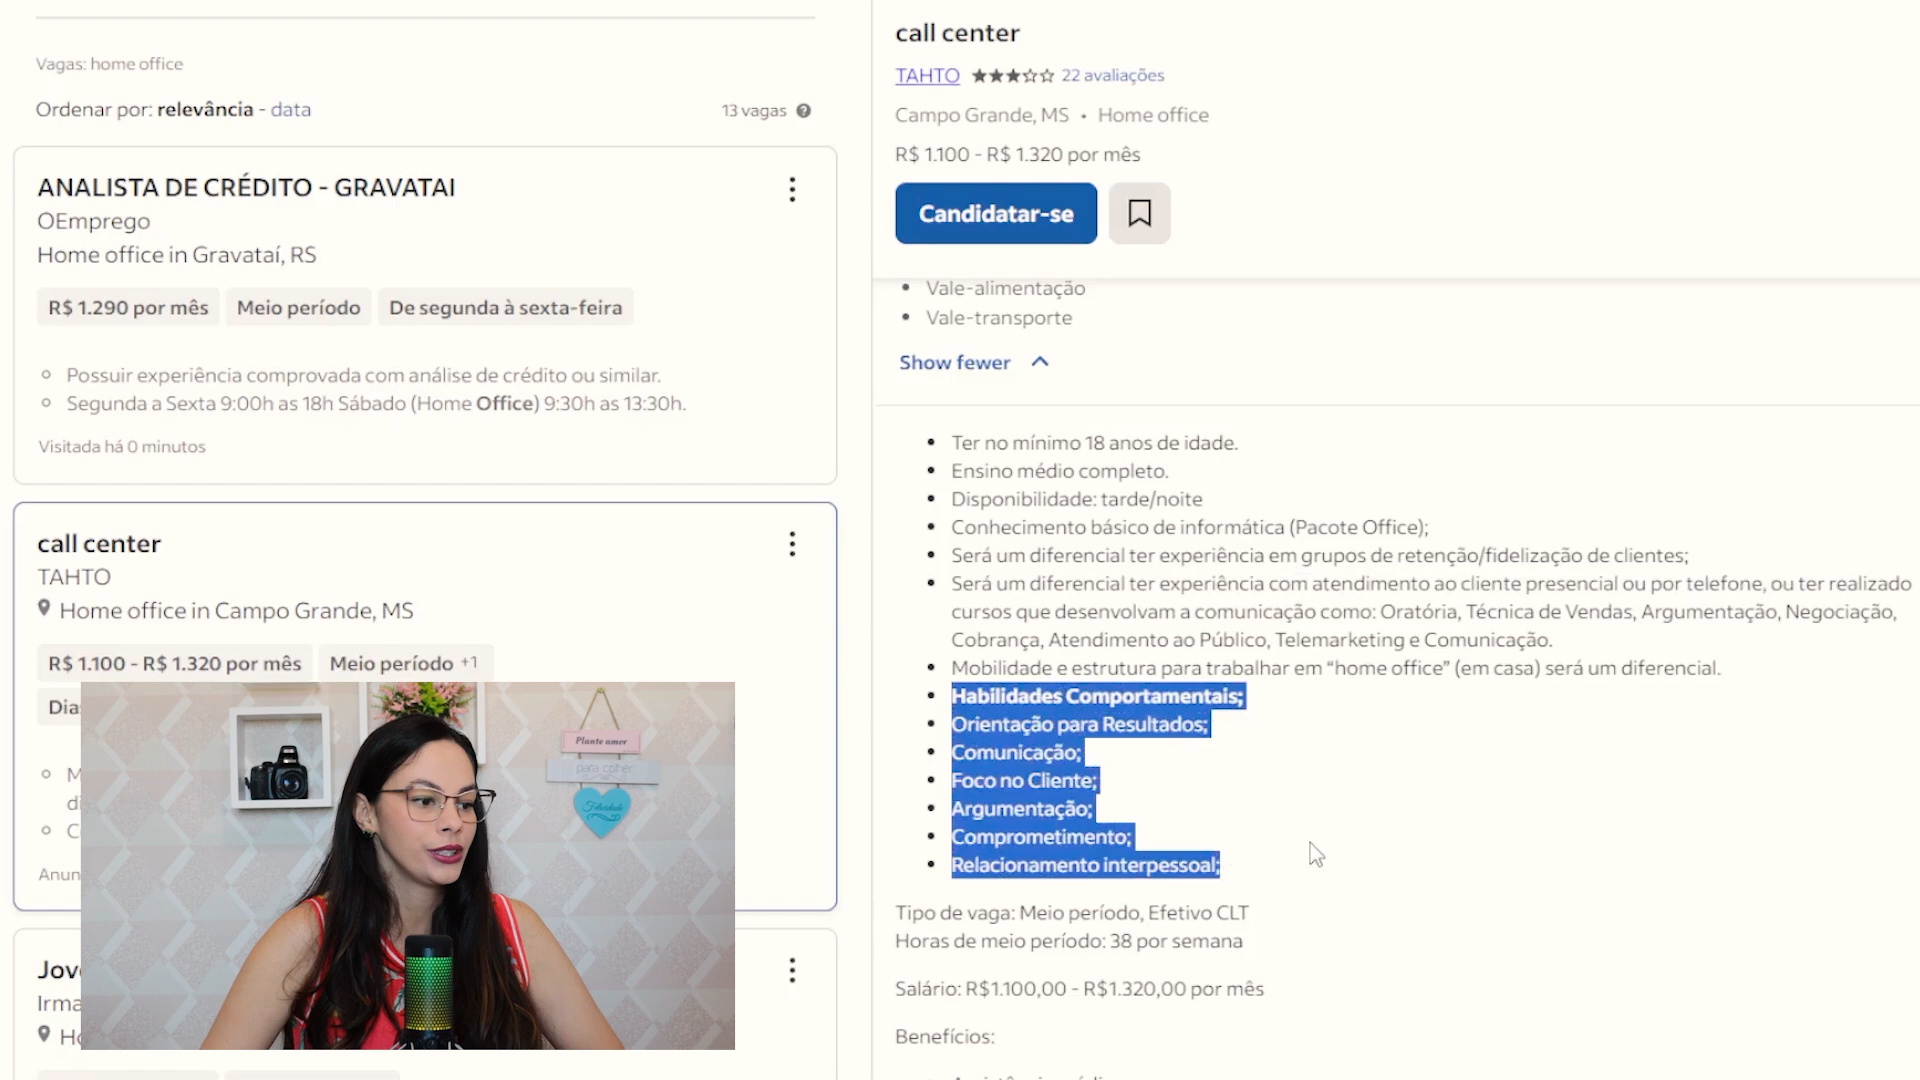 Vagas: home office
Ordenar por: relevância - data
13 vagas
ANALISTA DE CRÉDITO - GRAVATAI
OEmprego
Home office in Gravataí, RS
R$ 1.290 por mês
Meio período
De segunda à sexta-feira
Possuir experiência comprovada com análise de crédito ou similar.
Segunda a Sexta 9:00h as 18h Sábado (Home Office) 9:30h as 13:30h.
Visitada há 0 minutos
call center
TAHTO
Home office in Campo Grande, MS
R$ 1.100 - R$ 1.320 por mês
Meio período +1
Plante amor
para colher
Felicidade
call center
TAHTO
22 avaliações
Campo Grande, MS • Home office
R$ 1.100 - R$ 1.320 por mês
Candidatar-se
Vale-alimentação
Vale-transporte
Show fewer
Ter no mínimo 18 anos de idade.
Ensino médio completo.
Disponibilidade: tarde/noite
Conhecimento básico de informática (Pacote Office);
Será um diferencial ter experiência em grupos de retenção/fidelização de clientes;
Será um diferencial ter experiência com atendimento ao cliente presencial ou por telefone, ou ter realizado
cursos que desenvolvam a comunicação como: Oratória, Técnica de Vendas, Argumentação, Negociação,
Cobrança, Atendimento ao Público, Telemarketing e Comunicação.
Mobilidade e estrutura para trabalhar em “home office” (em casa) será um diferencial.
Habilidades Comportamentais;
Orientação para Resultados;
Comunicação;
Foco no Cliente;
Argumentação;
Comprometimento;
Relacionamento interpessoal;
Tipo de vaga: Meio período, Efetivo CLT
Horas de meio período: 38 por semana
Salário: R$1.100,00 - R$1.320,00 por mês
Benefícios: